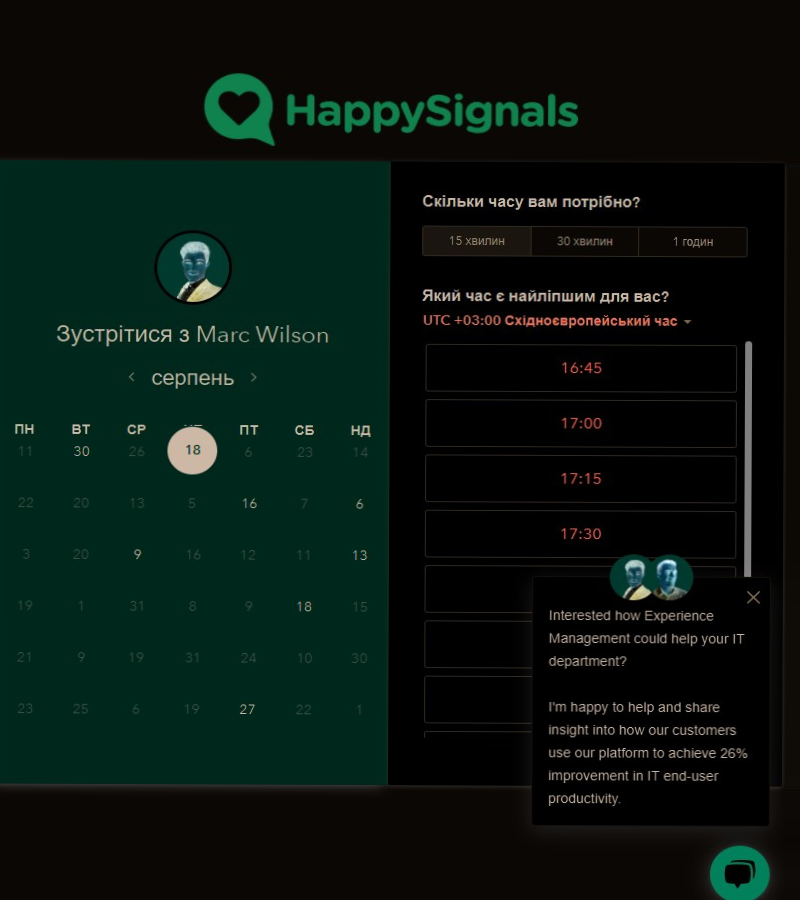 HappySignals
Зустрітися з Marc Wilson
серпень
ПН ВТ СР ПТ СБ НД
11 30 26 18 6 23 14
22 20 13 5 16 7 6
3 20 9 16 12 11 13
19 1 31 8 9 18 15
21 9 19 31 24 10 30
23 25 6 19 27 22 1
Скільки часу вам потрібно?
15 хвилин 30 хвилин 1 годин
Який час є найліпшим для вас?
UTC +03:00 Східноєвропейський час
16:45
17:00
17:15
17:30
Interested how Experience
Management could help your IT
department?
I'm happy to help and share
insight into how our customers
use our platform to achieve 26%
improvement in IT end-user
productivity.